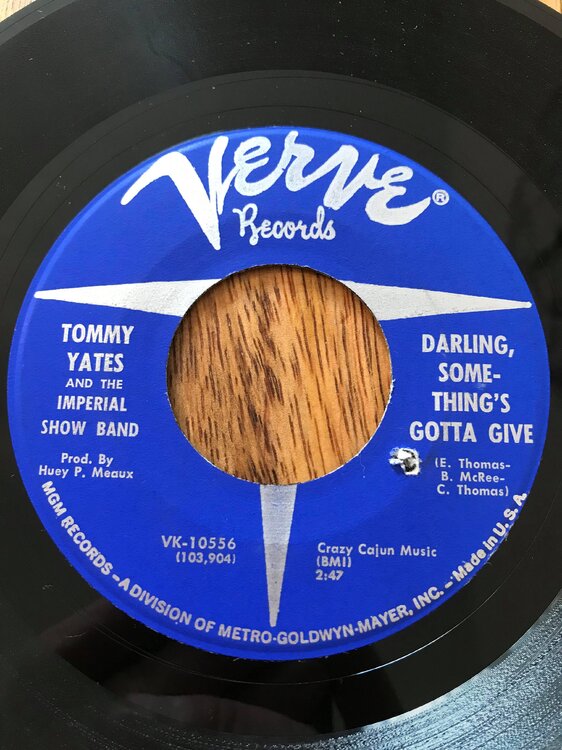 Verve®
Records
TOMMY
YATES
AND THE
IMPERIAL
SHOW BAND
Prod. By
Huey P. Meaux
DARLING,
SOME-
THING'S
GOTTA GIVE
(E. Thomas-
B. McRee-
C. Thomas)
VK-10556
(103,904)
Crazy Cajun Music
(BMI)
2:47
MGM RECORDS – A DIVISION OF METRO-GOLDWYN-MAYER, INC. – Made in U. S. A.